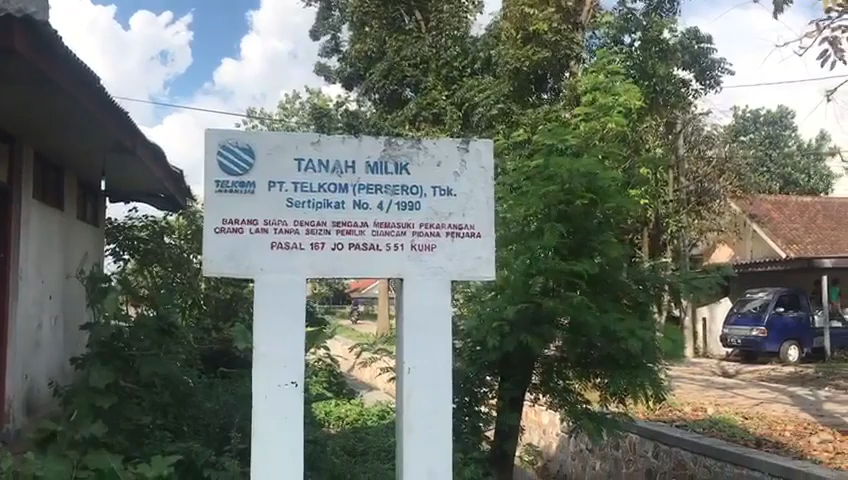 TELKOM
INDONESIA
TANAH MILIK
PT. TELKOM (PERSERO), Tbk.
Sertipikat No. 4/1990
BARANG SIAPA DENGAN SENGAJA MEMASUKI PEKARANGAN
ORANG LAIN TANPA SEIZIN PEMILIK DIANCAM PIDANA PENJARA
PASAL 167 JO PASAL 551 KUHP